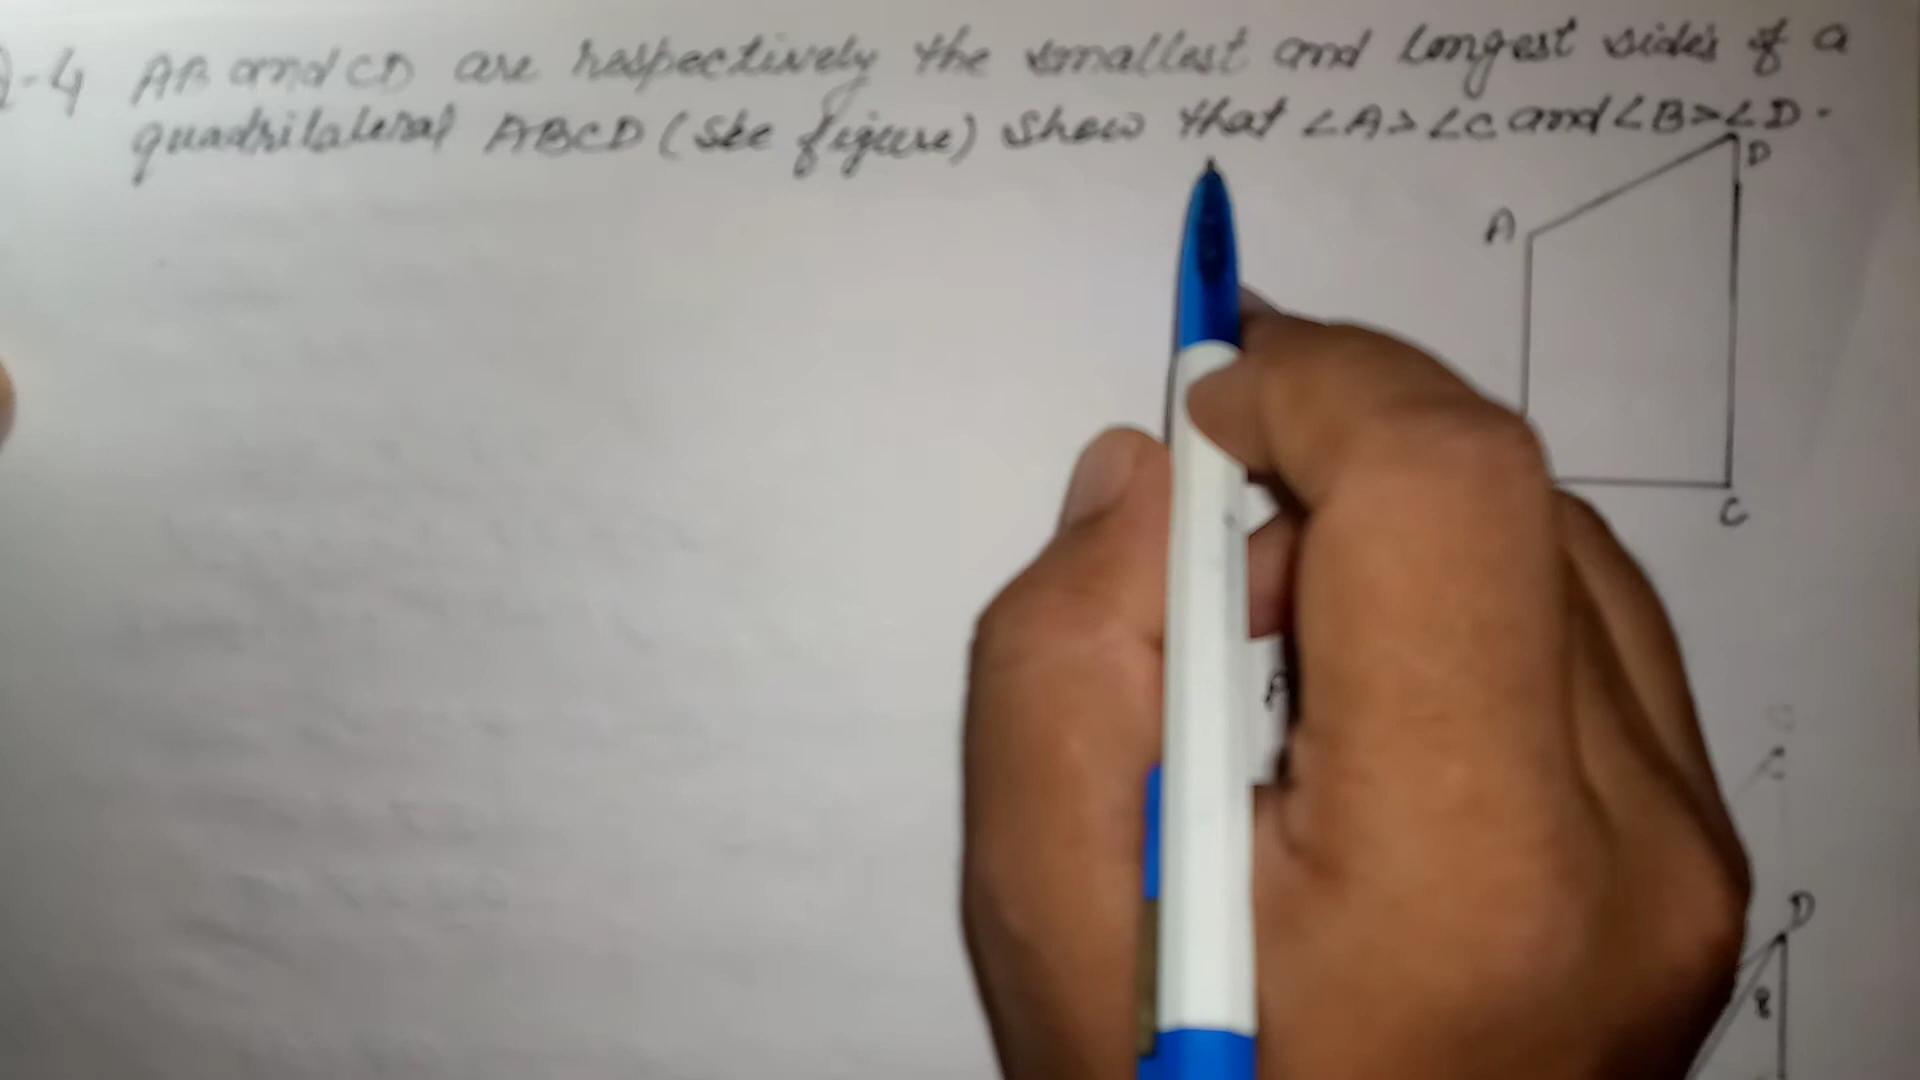 Q-4 AB and CD are respectively the smallest and longest sides of a
quadrilateral ABCD (See figure) Show that ∠A > ∠C and ∠B > ∠D.
D
A
C
A
D
8